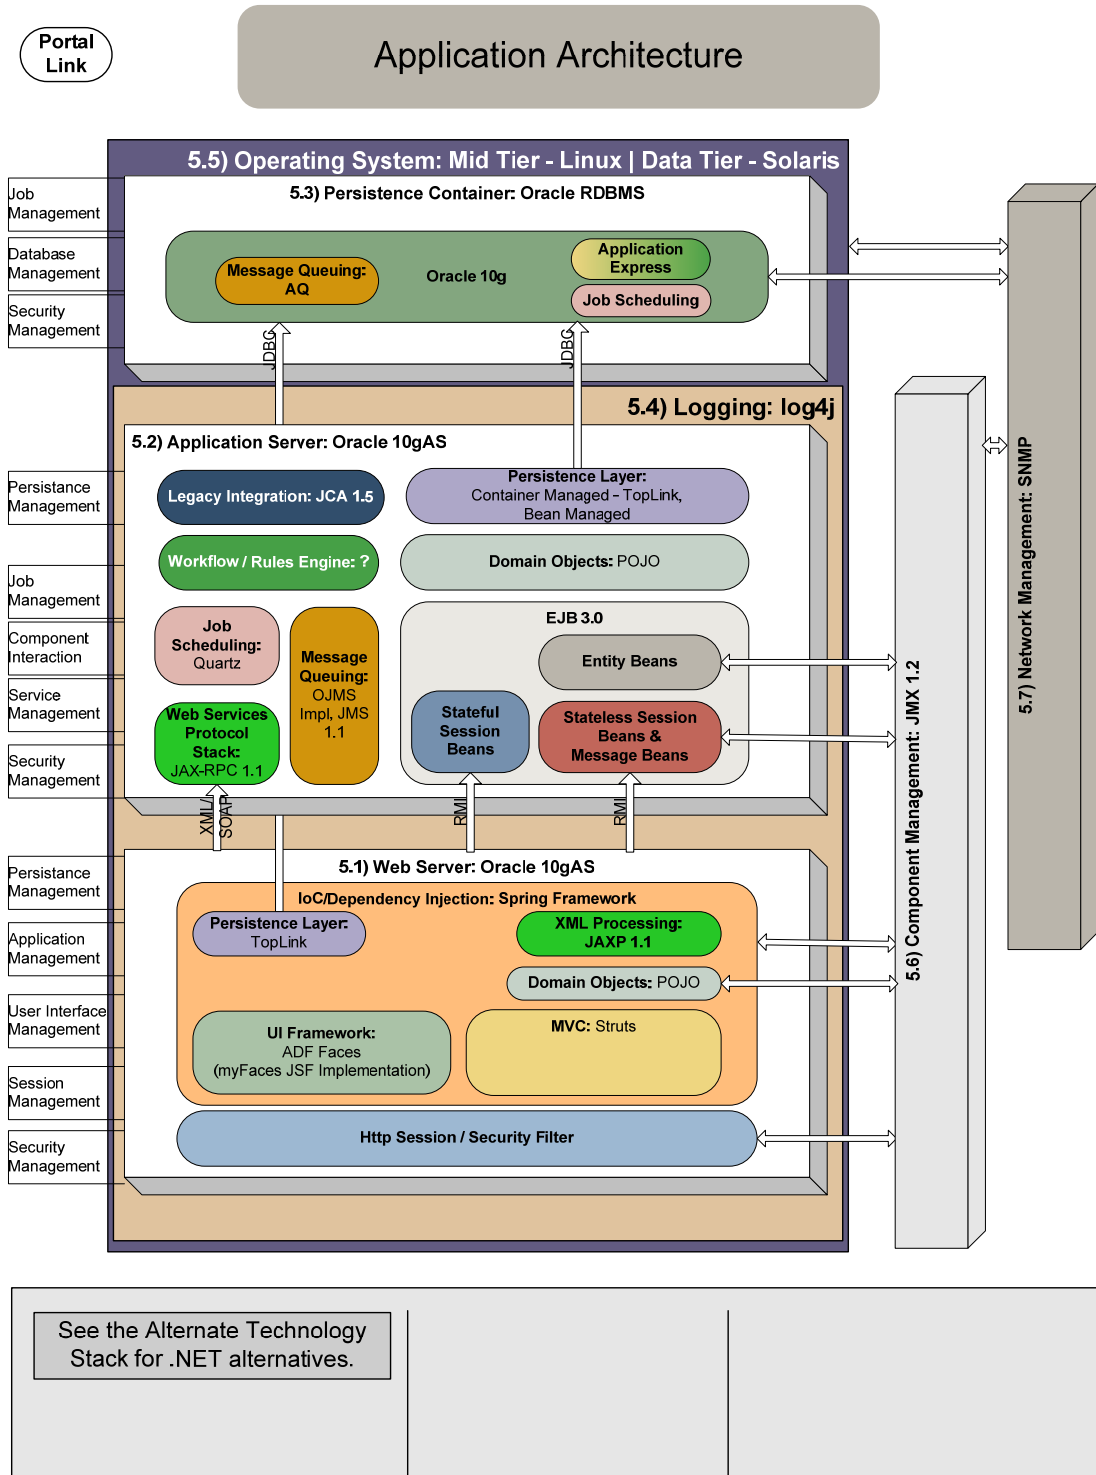 Portal
Link
Application Architecture
5.5) Operating System: Mid Tier - Linux | Data Tier - Solaris
Job
Management
Database
Management
Security
Management
5.3) Persistence Container: Oracle RDBMS
Message Queuing:
AQ
Oracle 10g
Application
Express
Job Scheduling
JDBC
JDBC
5.4) Logging: log4j
5.2) Application Server: Oracle 10gAS
Persistance
Management
Job
Management
Component
Interaction
Service
Management
Security
Management
Legacy Integration: JCA 1.5
Persistence Layer:
Container Managed - TopLink,
Bean Managed
Workflow / Rules Engine: ?
Domain Objects: POJO
Job
Scheduling:
Quartz
Message
Queuing:
OJMS
Impl, JMS
1.1
Web Services
Protocol
Stack:
JAX-RPC 1.1
EJB 3.0
Entity Beans
Stateful
Session
Beans
Stateless Session
Beans &
Message Beans
XML/
SOAP
RMI
RMI
5.1) Web Server: Oracle 10gAS
Persistance
Management
Application
Management
User Interface
Management
Session
Management
Security
Management
IoC/Dependency Injection: Spring Framework
Persistence Layer:
TopLink
XML Processing:
JAXP 1.1
Domain Objects: POJO
UI Framework:
ADF Faces
(myFaces JSF Implementation)
MVC: Struts
Http Session / Security Filter
5.6) Component Management: JMX 1.2
5.7) Network Management: SNMP
See the Alternate Technology
Stack for .NET alternatives.